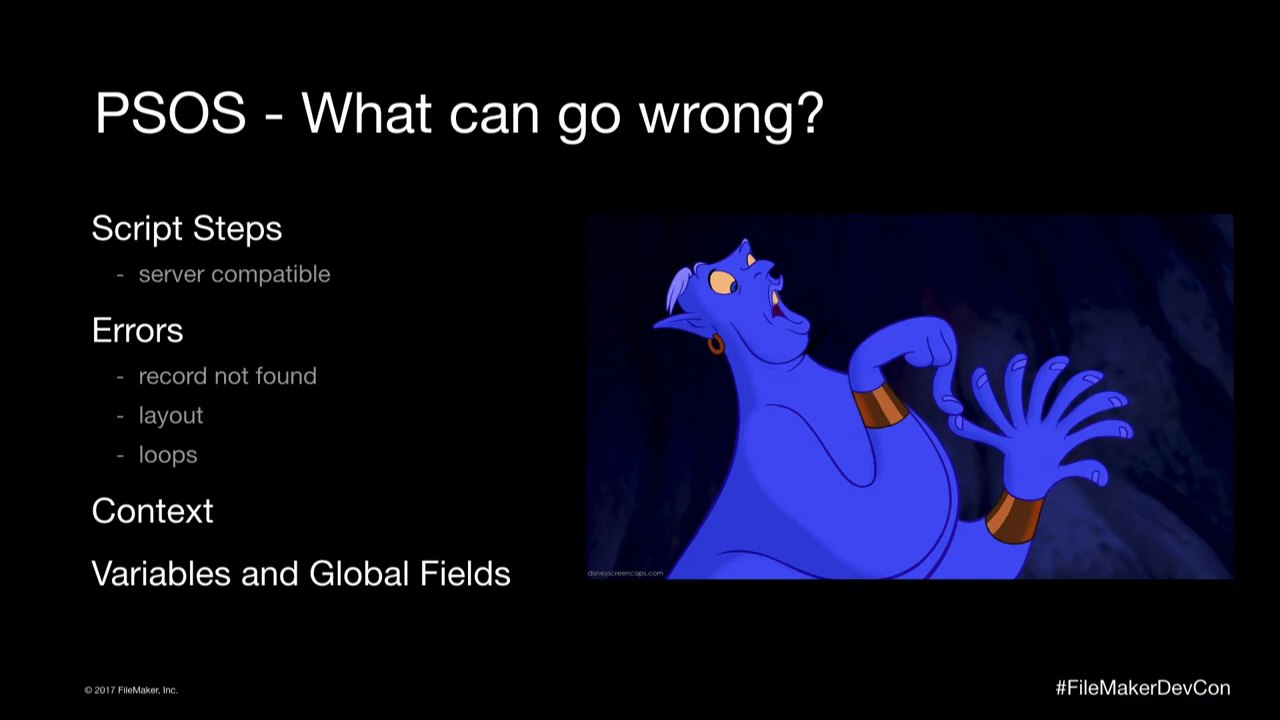 PSOS - What can go wrong?
Script Steps
- server compatible
Errors
- record not found
- layout
- loops
Context
Variables and Global Fields
disneyscreencaps.com
© 2017 FileMaker, Inc.
#FileMakerDevCon